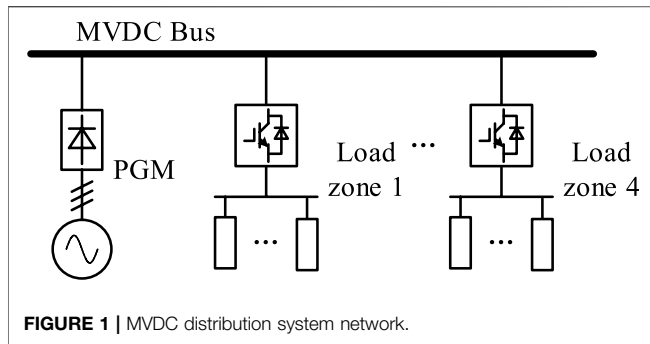 MVDC Bus
PGM
Load
zone 1
...
Load
zone 4
...
...
FIGURE 1 | MVDC distribution system network.